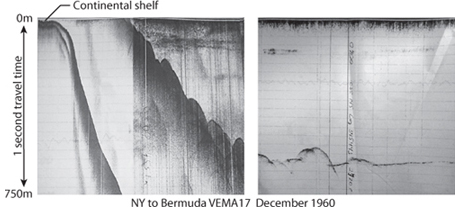 Continental shelf
0m
1 second travel time
750m
NY to Bermuda VEMA17 December 1960